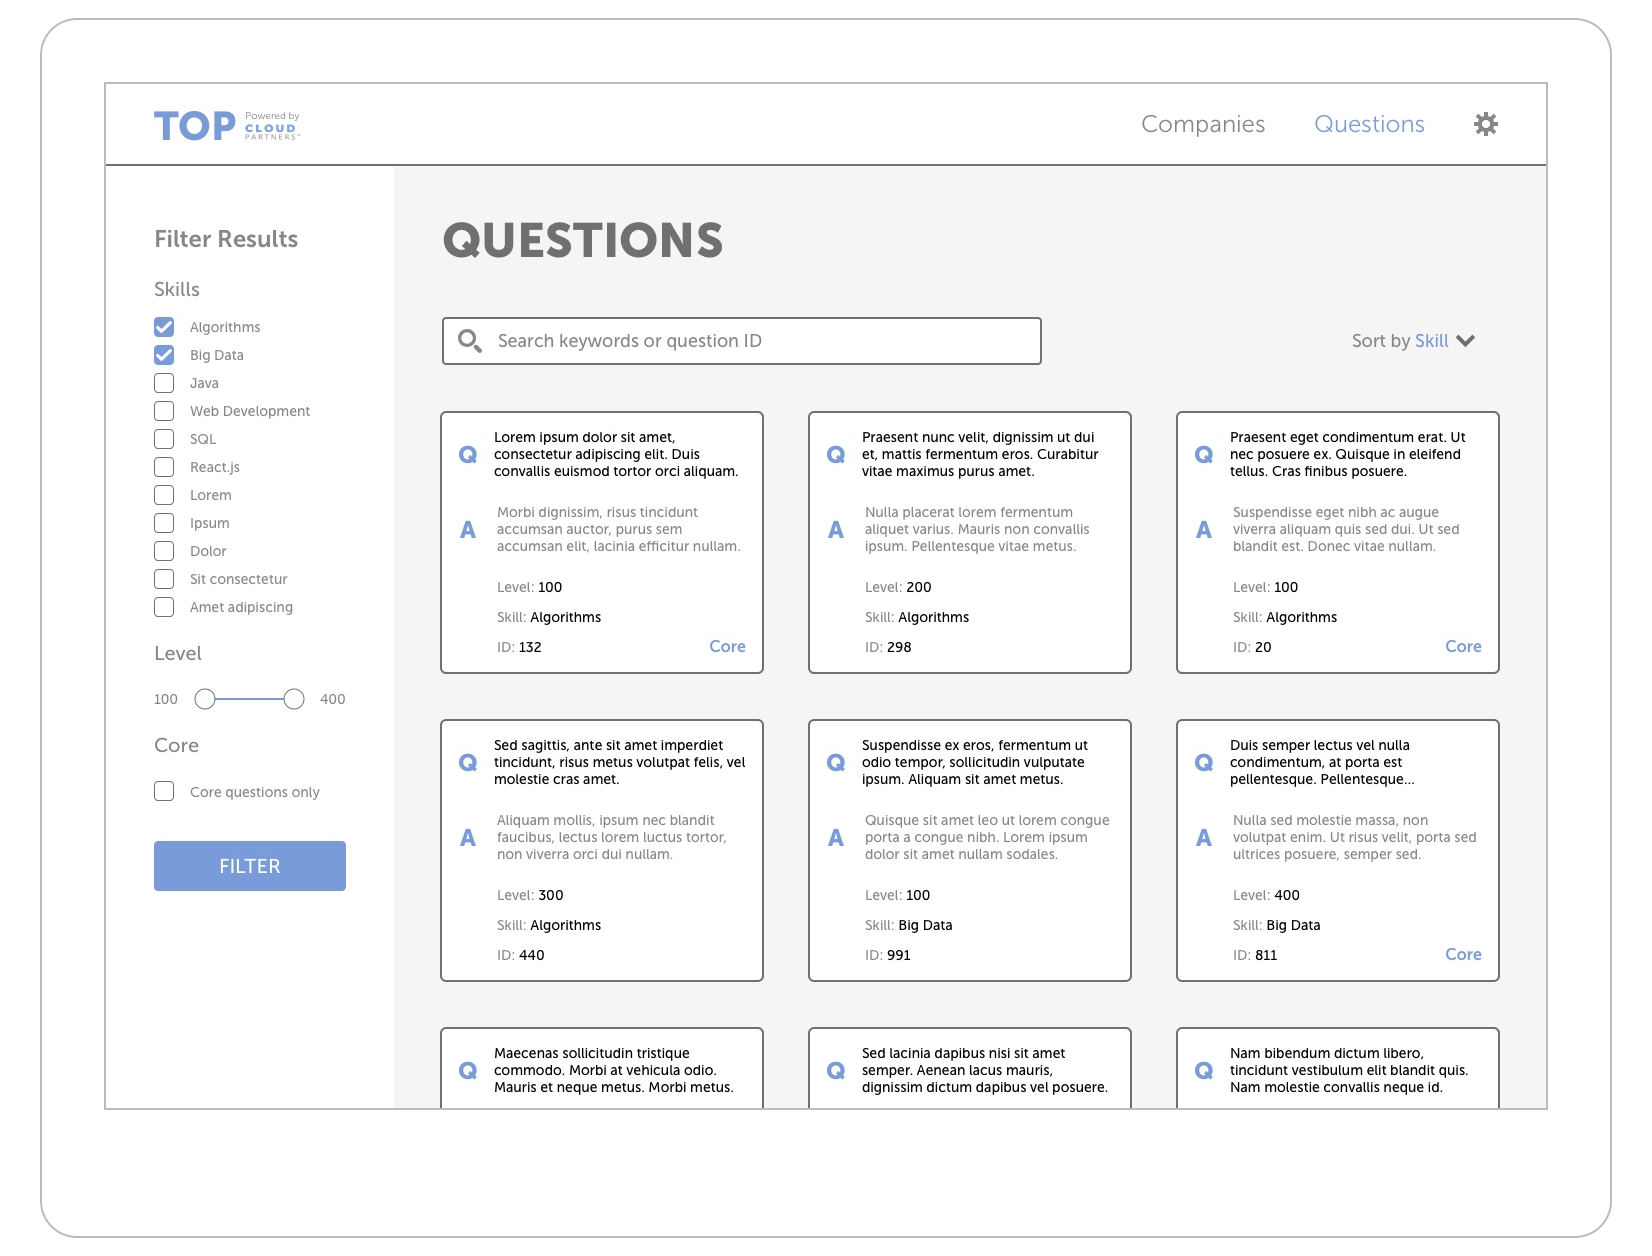 TOP Powered by
CLOUD
PARTNERS
Companies Questions
Filter Results
Skills
Algorithms
Big Data
Java
Web Development
SQL
React.js
Lorem
Ipsum
Dolor
Sit consectetur
Amet adipiscing
Level
100 400
Core
Core questions only
FILTER
QUESTIONS
Search keywords or question ID
Sort by Skill
Q
Lorem ipsum dolor sit amet,
consectetur adipiscing elit. Duis
convallis euismod tortor orci aliquam.
A
Morbi dignissim, risus tincidunt
accumsan auctor, purus sem
accumsan elit, lacinia efficitur nullam.
Level: 100
Skill: Algorithms
ID: 132
Core
Q
Praesent nunc velit, dignissim ut dui
et, mattis fermentum eros. Curabitur
vitae maximus purus amet.
A
Nulla placerat lorem fermentum
aliquet varius. Mauris non convallis
ipsum. Pellentesque vitae metus.
Level: 200
Skill: Algorithms
ID: 298
Q
Praesent eget condimentum erat. Ut
nec posuere ex. Quisque in eleifend
tellus. Cras finibus posuere.
A
Suspendisse eget nibh ac augue
viverra aliquam quis sed dui. Ut sed
blandit est. Donec vitae nullam.
Level: 100
Skill: Algorithms
ID: 20
Core
Q
Sed sagittis, ante sit amet imperdiet
tincidunt, risus metus volutpat felis, vel
molestie cras amet.
A
Aliquam mollis, ipsum nec blandit
faucibus, lectus lorem luctus tortor,
non viverra orci dui nullam.
Level: 300
Skill: Algorithms
ID: 440
Q
Suspendisse ex eros, fermentum ut
odio tempor, sollicitudin vulputate
ipsum. Aliquam sit amet metus.
A
Quisque sit amet leo ut lorem congue
porta a congue nibh. Lorem ipsum
dolor sit amet nullam sodales.
Level: 100
Skill: Big Data
ID: 991
Q
Duis semper lectus vel nulla
condimentum, at porta est
pellentesque. Pellentesque...
A
Nulla sed molestie massa, non
volutpat enim. Ut risus velit, porta sed
ultrices posuere, semper sed.
Level: 400
Skill: Big Data
ID: 811
Core
Q
Maecenas sollicitudin tristique
commodo. Morbi at vehicula odio.
Mauris et neque metus. Morbi metus.
Q
Sed lacinia dapibus nisi sit amet
semper. Aenean lacus mauris,
dignissim dictum dapibus vel posuere.
Q
Nam bibendum dictum libero,
tincidunt vestibulum elit blandit quis.
Nam molestie convallis neque id.